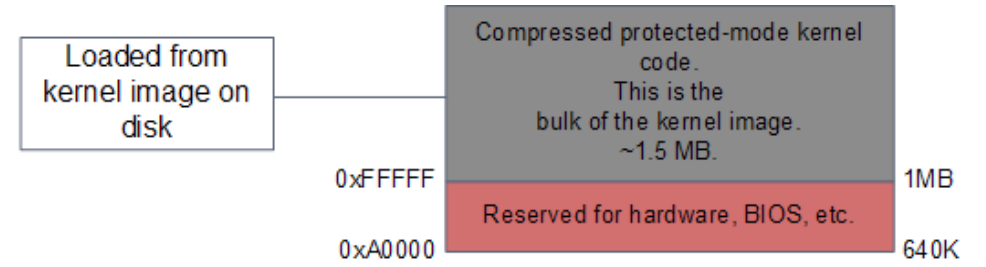 Loaded from
kernel image on
disk
Compressed protected-mode kernel
code.
This is the
bulk of the kernel image.
~1.5 MB.
0xFFFFF
1MB
Reserved for hardware, BIOS, etc.
0xA0000
640K